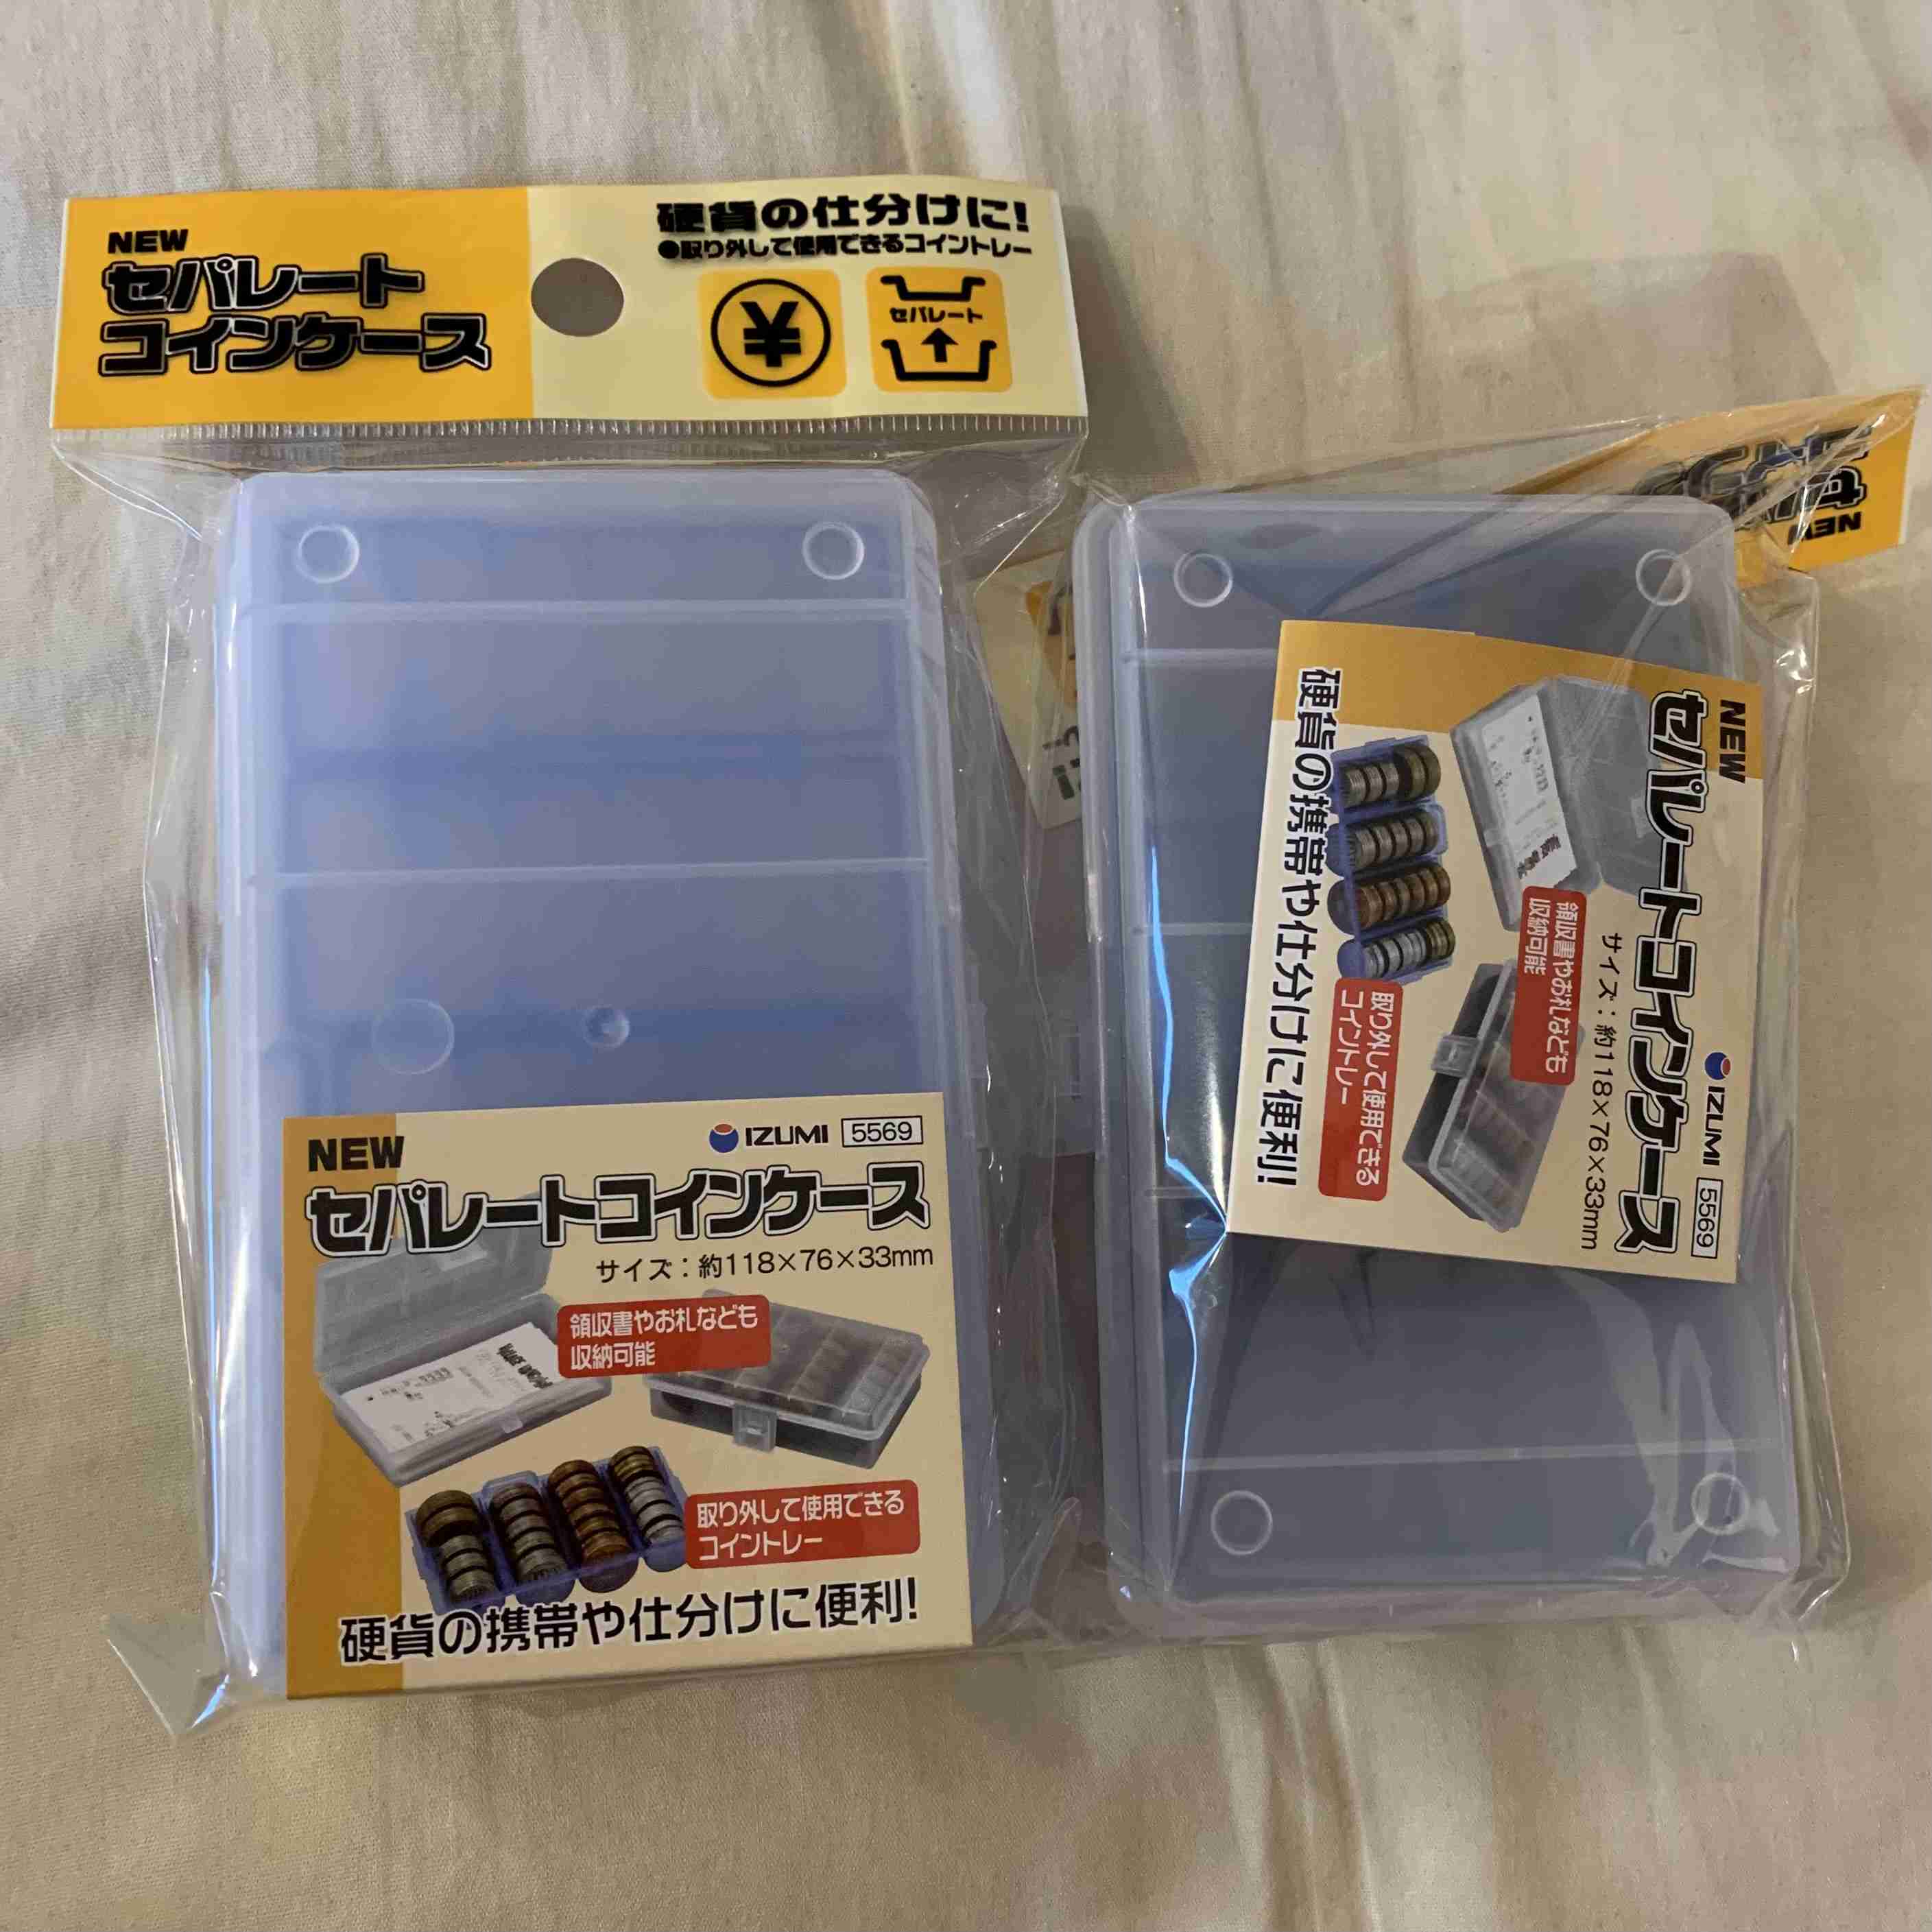 NEW
セパレート
コインケース
硬貨の仕分けに!
●取り外して使用できるコイントレー
¥
セパレート
NEW
IZUMI 5569
セパレートコインケース
サイズ：約118×76×33mm
領収書やお札なども
収納可能
取り外して使用できる
コイントレー
硬貨の携帯や仕分けに便利!
NEW
NEW
セパレートコインケース
IZUMI 5569
サイズ：約118×76×33mm
領収書やお札なども
収納可能
取り外して使用できる
コイントレー
硬貨の携帯や仕分けに便利!